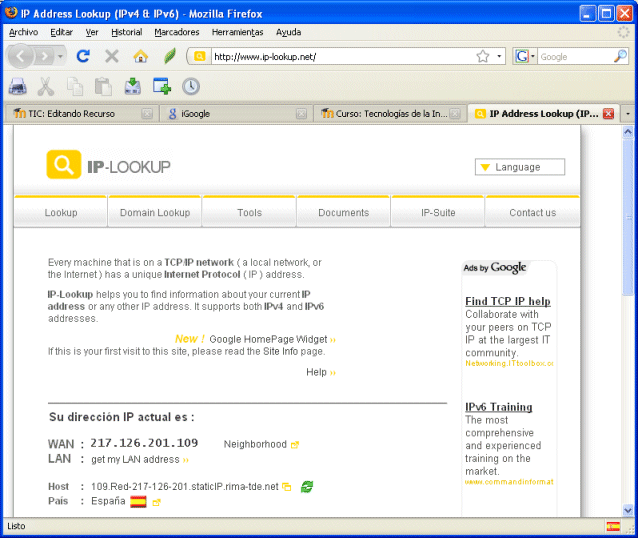 IP Address Lookup (IPv4 & IPv6) - Mozilla Firefox
Archivo Editar Ver Historial Marcadores Herramientas Ayuda
http://www.ip-lookup.net/
Google
TIC: Editando Recurso
iGoogle
Curso: Tecnologías de la In...
IP Address Lookup (IP...
IP-LOOKUP
Language
Lookup
Domain Lookup
Tools
Documents
IP-Suite
Contact us
Every machine that is on a TCP/IP network ( a local network, or
the Internet ) has a unique Internet Protocol ( IP ) address.
IP-Lookup helps you to find information about your current IP
address or any other IP address. It supports both IPv4 and IPv6
addresses.
New ! Google HomePage Widget ››
If this is your first visit to this site, please read the Site Info page.
Help ››
Su dirección IP actual es :
WAN : 217.126.201.109 Neighborhood
LAN : get my LAN address ››
Host : 109.Red-217-126-201.staticIP.rima-tde.net
País : España
Ads by Google
Find TCP IP help
Collaborate with
your peers on TCP
IP at the largest IT
community.
Networking.ITtoolbox.co
IPv6 Training
The most
comprehensive
and experienced
training on the
market.
www.commandinformat
Listo